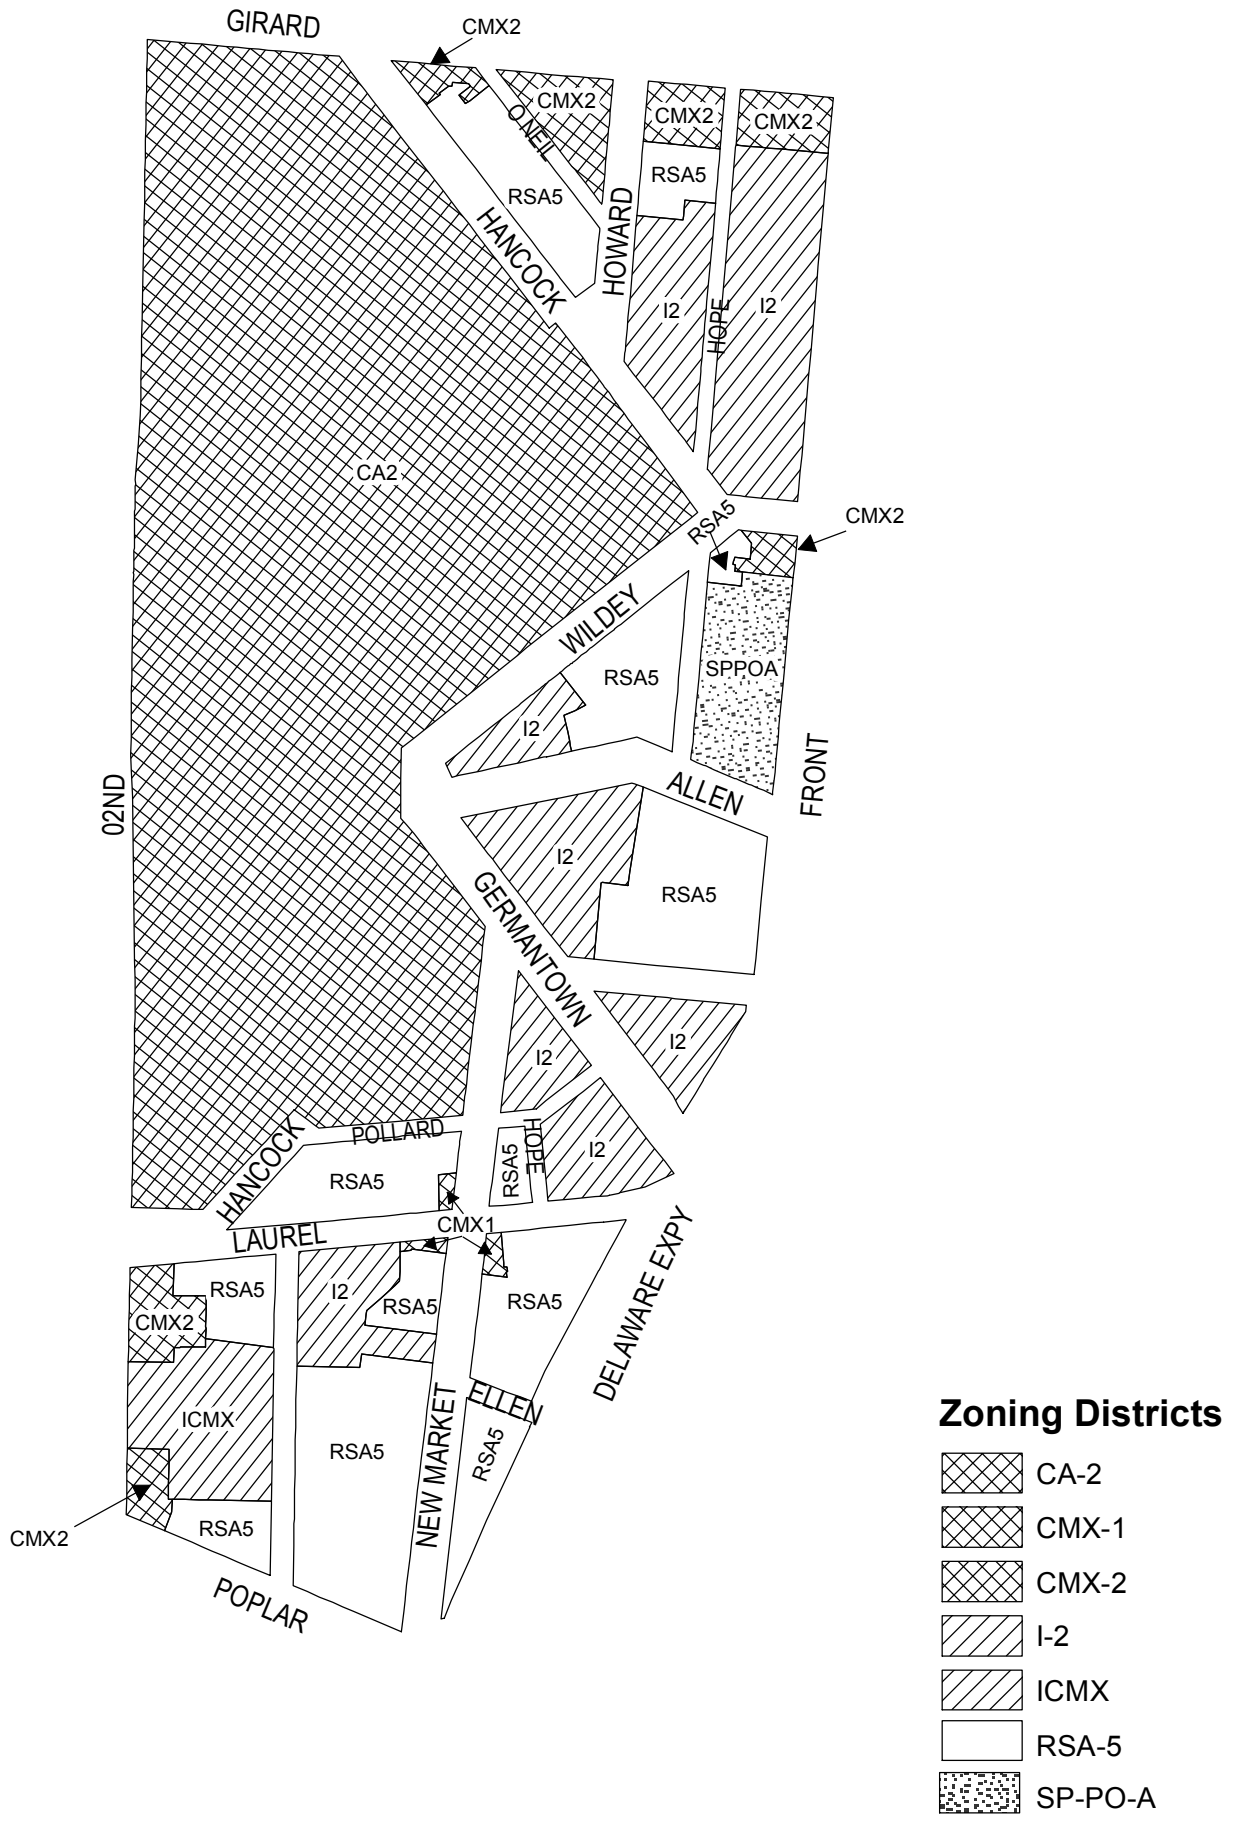 GIRARD
CMX2
CMX2
CMX2
CMX2
O NEIL
RSA5
RSA5
HOWARD
HANCOCK
I2
HOPE
I2
CA2
RSA5
CMX2
WILDEY
RSA5
SPPOA
I2
FRONT
02ND
ALLEN
I2
RSA5
GERMANTOWN
I2
I2
HANCOCK
POLLARD
HOPE
RSA5
RSA5
I2
CMX1
LAUREL
DELAWARE EXPY
RSA5
I2
RSA5
RSA5
CMX2
ELLEN
ICMX
RSA5
NEW MARKET
RSA5
CMX2
RSA5
POPLAR
Zoning Districts
CA-2
CMX-1
CMX-2
I-2
ICMX
RSA-5
SP-PO-A